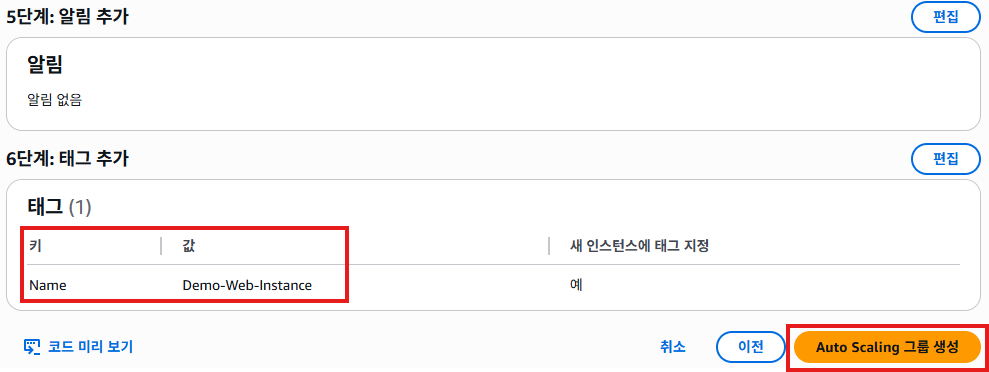 5단계: 알림 추가
편집
알림
알림 없음
6단계: 태그 추가
편집
태그 (1)
키 값 새 인스턴스에 태그 지정
Name Demo-Web-Instance 예
코드 미리 보기 취소 이전 Auto Scaling 그룹 생성